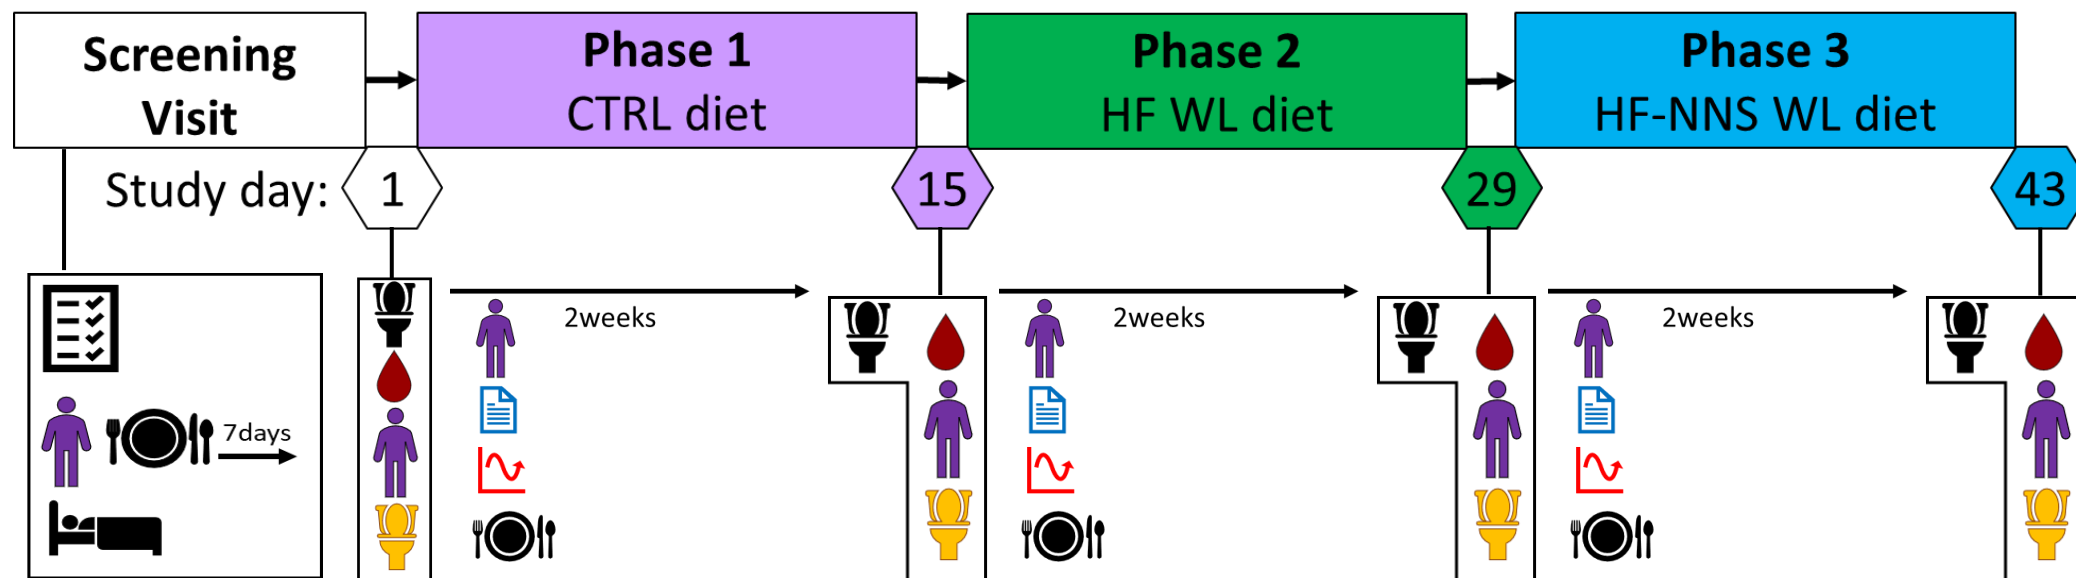 Screening
Visit
Phase 1
CTRL diet
Phase 2
HF WL diet
Phase 3
HF-NNS WL diet
Study day:
1
15
29
43
2weeks
2weeks
2weeks
7days